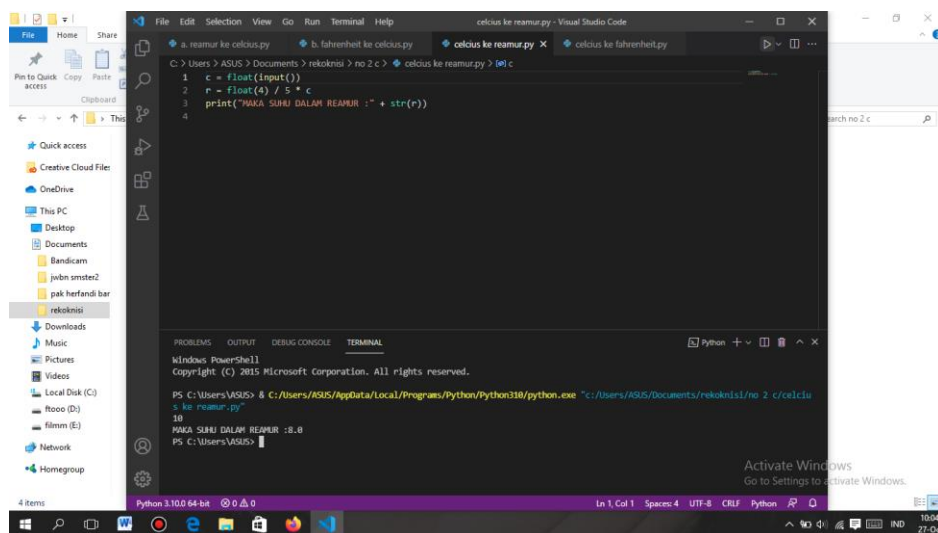 File Edit Selection View Go Run Terminal Help
celcius ke reamur.py - Visual Studio Code
File Home Share
a. reamur ke celcius.py
b. fahrenheit ke celcius.py
celcius ke reamur.py
celcius ke fahrenheit.py
C: > Users > ASUS > Documents > rekoknisi > no 2 c > celcius ke reamur.py > c
1 c = float(input())
2 r = float(4) / 5 * c
3 print("MAKA SUHU DALAM REAMUR :" + str(r))
4
Pin to Quick access
Copy
Paste
Clipboard
This
earch no 2 c
Quick access
Creative Cloud Files
OneDrive
This PC
Desktop
Documents
Bandicam
jwbn smster2
pak herfandi bar
rekoknisi
Downloads
Music
Pictures
Videos
Local Disk (C:)
ftooo (D:)
filmm (E:)
Network
Homegroup
4 items
PROBLEMS OUTPUT DEBUG CONSOLE TERMINAL
Python
Windows PowerShell
Copyright (C) 2015 Microsoft Corporation. All rights reserved.
PS C:\Users\ASUS> & C:/Users/ASUS/AppData/Local/Programs/Python/Python310/python.exe "c:/Users/ASUS/Documents/rekoknisi/no 2 c/celciu
s ke reamur.py"
10
MAKA SUHU DALAM REAMUR :8.0
PS C:\Users\ASUS>
Activate Windows
Go to Settings to activate Windows.
Python 3.10.0 64-bit 0 0
Ln 1, Col 1 Spaces: 4 UTF-8 CRLF Python
IND
10:04
27-O